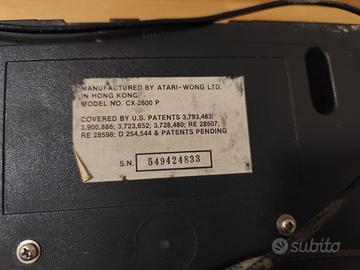 MANUFACTURED BY ATARI-WONG LTD.
IN HONG KONG
MODEL NO. CX-2600 P
COVERED BY U.S. PATENTS 3,793,483;
3,900,886; 3,723,652; 3,728,480; RE 28507;
RE 28598; D 254,544 & PATENTS PENDING
S.N. 549424833
subito